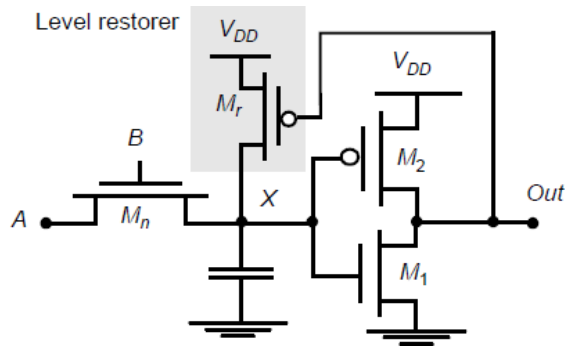 Level restorer
V_DD
M_r
V_DD
B
M_2
A
M_n
X
Out
M_1